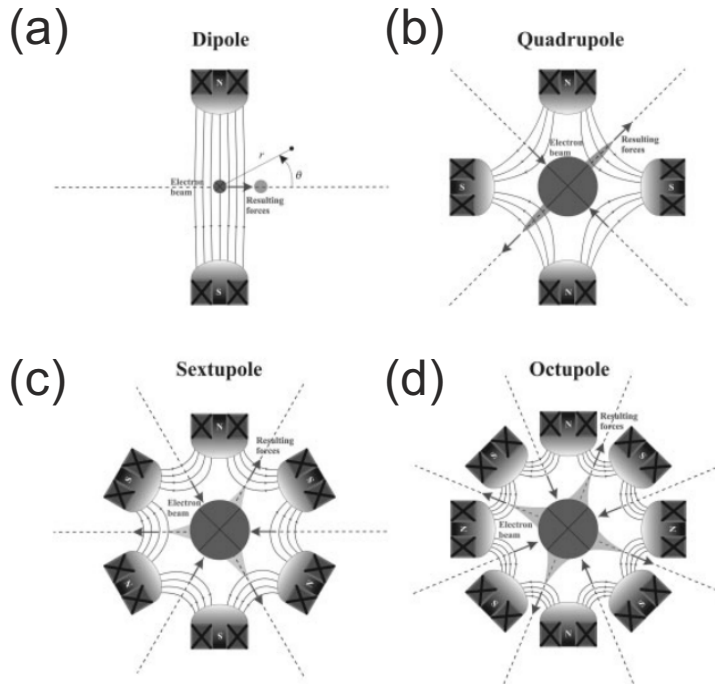 (a)
Dipole
N
r
θ
Electron
beam
Resulting
forces
S
(b)
Quadrupole
N
Electron
beam
Resulting
forces
S
S
N
(c)
Sextupole
N
Resulting
forces
S
S
Electron
beam
N
N
S
(d)
Octupole
N
Resulting
forces
S
S
Electron
beam
N
N
S
S
N